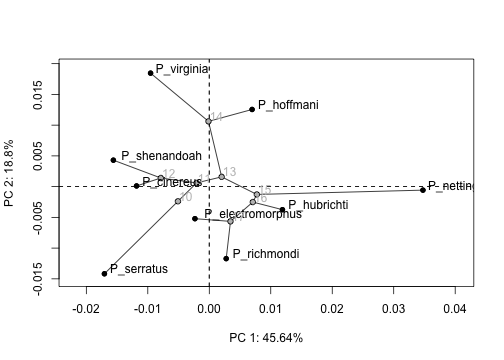 P_virginia
P_hoffmani
14
P_shenandoah
12
13
P_cinereus
P_nettin
10
15
16
P_hubrichti
P_electromorphus
P_richmondi
P_serratus
PC 2: 18.8%
0.015
0.005
-0.005
-0.015
-0.02
-0.01
0.00
0.01
0.02
0.03
0.04
PC 1: 45.64%